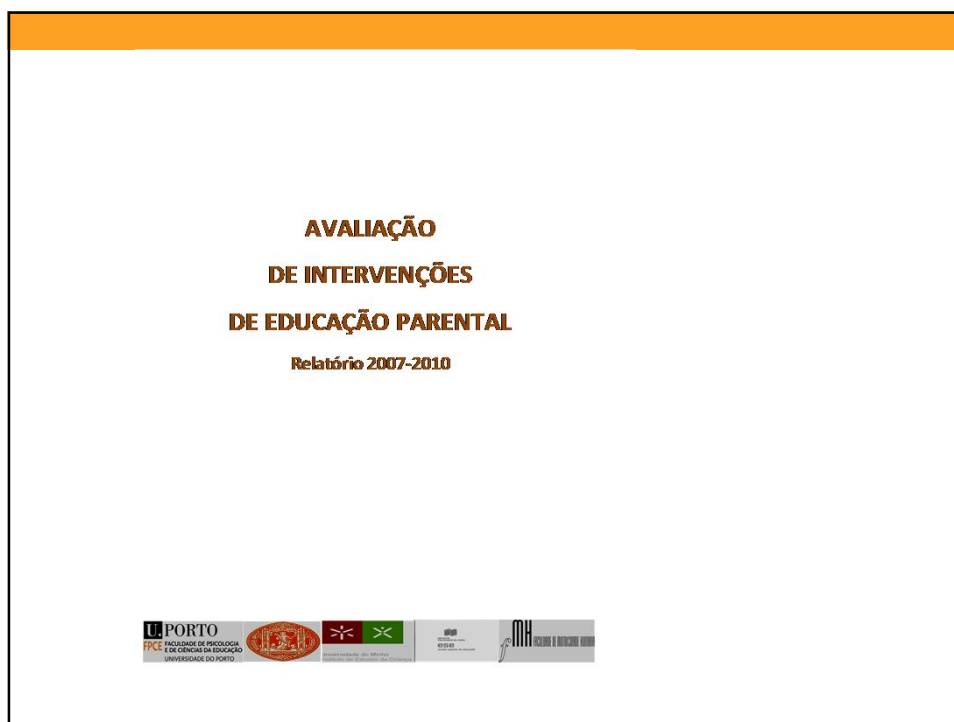 AVALIAÇÃO
DE INTERVENÇÕES
DE EDUCAÇÃO PARENTAL
Relatório 2007-2010
U. PORTO
FPCE FACULDADE DE PSICOLOGIA
E DE CIÊNCIAS DA EDUCAÇÃO
UNIVERSIDADE DO PORTO
Universidade do Minho
Instituto de Estudos da Criança
ese
fMH